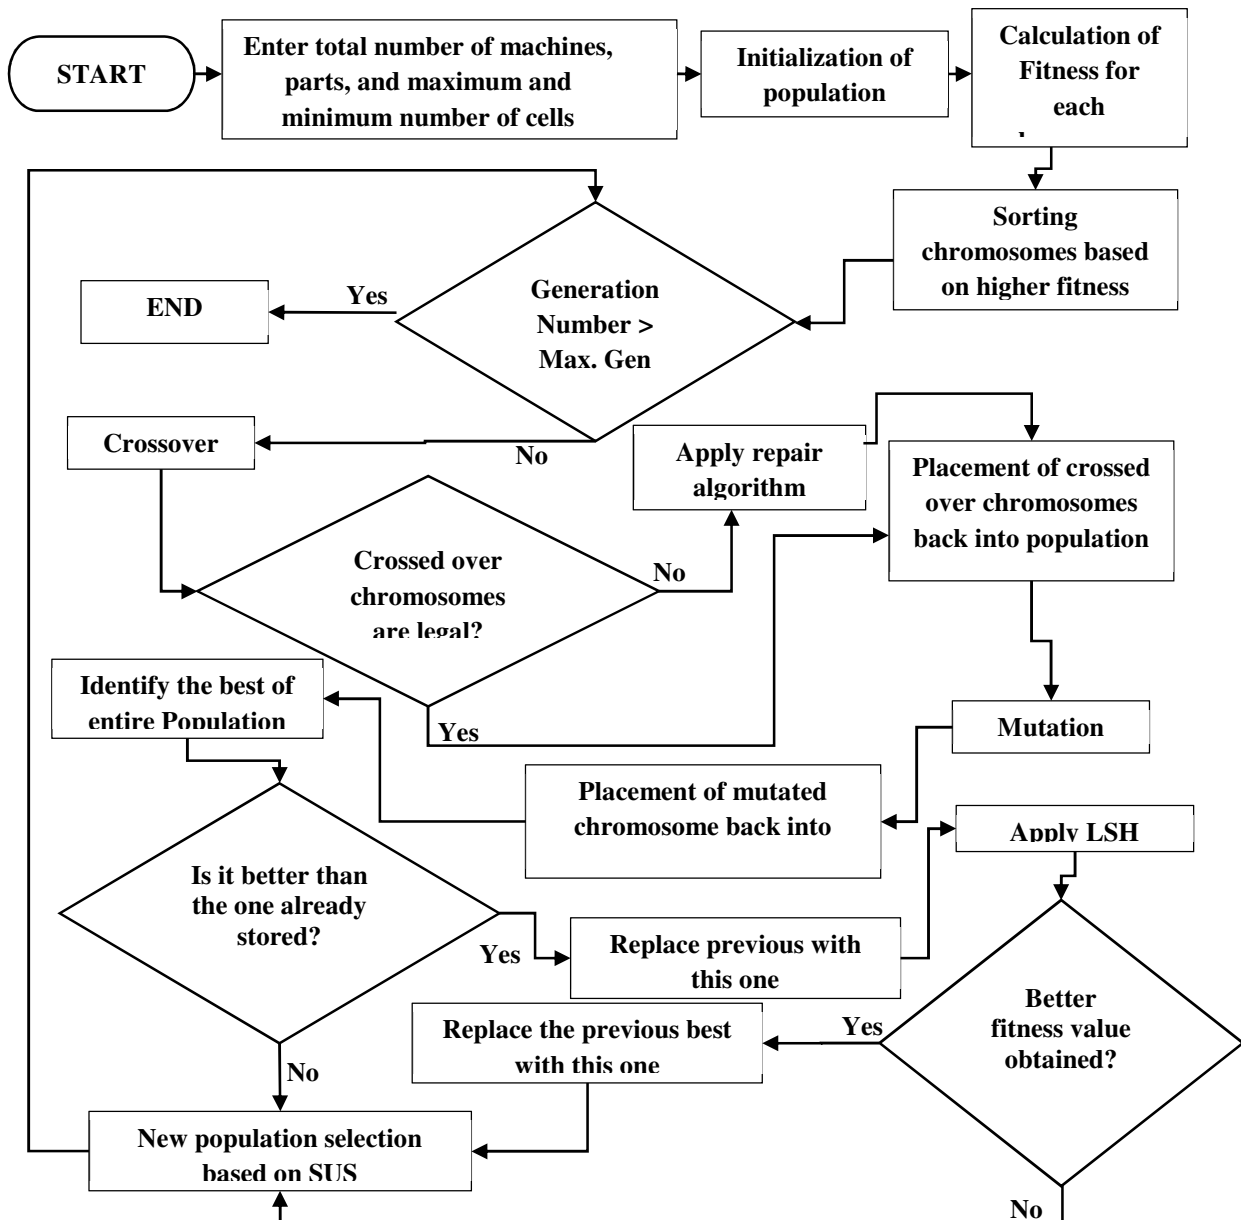 START
Enter total number of machines,
parts, and maximum and
minimum number of cells
Initialization of
population
Calculation of
Fitness for
each
Sorting
chromosomes based
on higher fitness
Generation
Number >
Max. Gen
Yes
END
No
Crossover
Crossed over
chromosomes
are legal?
No
Apply repair
algorithm
Placement of crossed
over chromosomes
back into population
Yes
Mutation
Placement of mutated
chromosome back into
Identify the best of
entire Population
Is it better than
the one already
stored?
Yes
Replace previous with
this one
Apply LSH
Better
fitness value
obtained?
Yes
Replace the previous best
with this one
No
New population selection
based on SUS
No